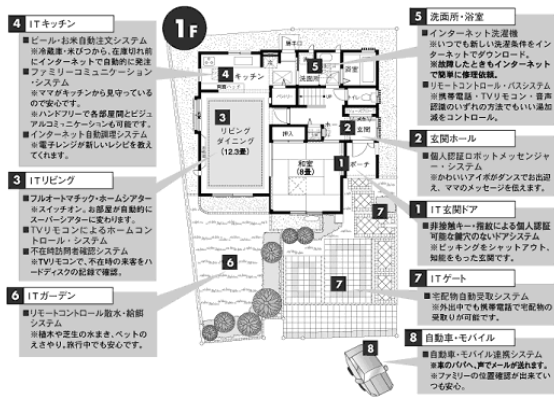 4 ITキッチン
■ビール・お米自動注文システム
※冷蔵庫・米びつから、在庫切れ前
にインターネットで自動的に発注
■ファミリーコミュニケーション
・システム
※ママがキッチンから見守っているの
で安心です。
※ハンドフリーで各部屋間とビジュ
アルコミュニケーションも可能です。
■インターネット自動調理システム
※電子レンジが新しいレシピを教え
てくれます。
3 ITリビング
■フルオートマチック・ホームシアター
※スイッチオン。お部屋が自動的に
スーパーシアターに変わります。
■TVリモコンによるホームコン
トロール・システム
■不在時訪問者確認システム
※TVリモコンで、不在時の来客をハ
ードディスクの記録で確認。
6 ITガーデン
■リモートコントロール散水・給餌
システム
※植木や芝生の水まき、ペットの
えさやり。旅行中でも安心です。
1F
勝手口
4 キッチン
洗面所
5
浴室
3
リビング
ダイニング
(12.3畳)
押入
UP
トイレ
ホール
2 玄関
和室
(8畳)
1 ポーチ
7
6
7
8
5 洗面所・浴室
■インターネット洗濯機
※いつも新しい洗濯条件をインター
ネットでダウンロード。
※故障したときもインターネット
で簡単に修理依頼。
■リモートコントロール・バスシステム
※携帯電話・TVリモコン・音声
認識のいずれの方法でもいい湯加
減をコントロール。
2 玄関ホール
■個人認証ロボットメッセンジャ
ー・システム
※かわいいアイボがダンスでお出迎
え、ママのメッセージを伝えます。
1 IT玄関ドア
■非接触キー・指紋による個人認証
可能な鍵穴のないドアシステム
※ピッキングをシャットアウト、
知能をもった玄関です。
7 ITゲート
■宅配物自動受取システム
※外出中でも携帯電話で宅配物の
受取りが可能です。
8 自動車・モバイル
■自動車・モバイル連携システム
※車のパパへ、声でメールが送れます。
※ファミリーの位置確認が出来てい
つも安心。